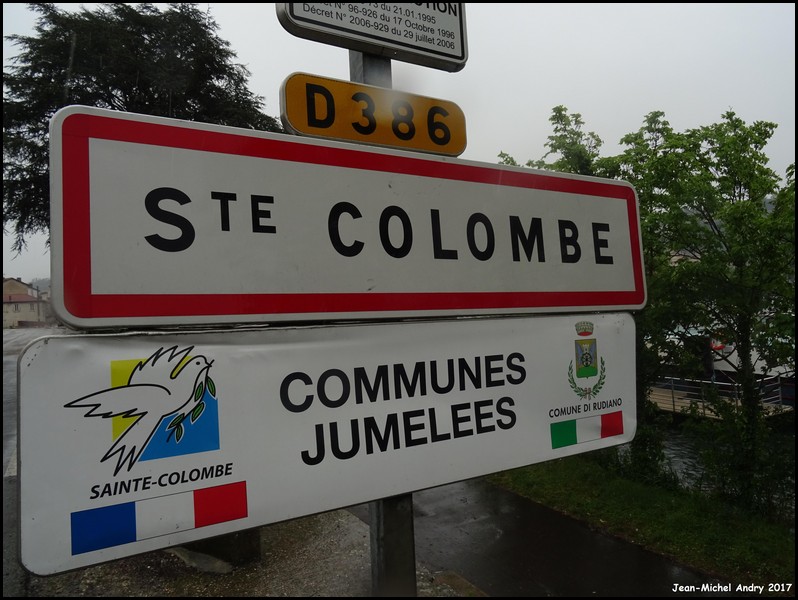 Décret N° 96-926 du 17 Octobre 1996
Décret N° 2006-929 du 29 juillet 2006
D386
STE COLOMBE
COMMUNES
JUMELEES
SAINTE-COLOMBE
COMUNE DI RUDIANO
Jean-Michel Andry 2017